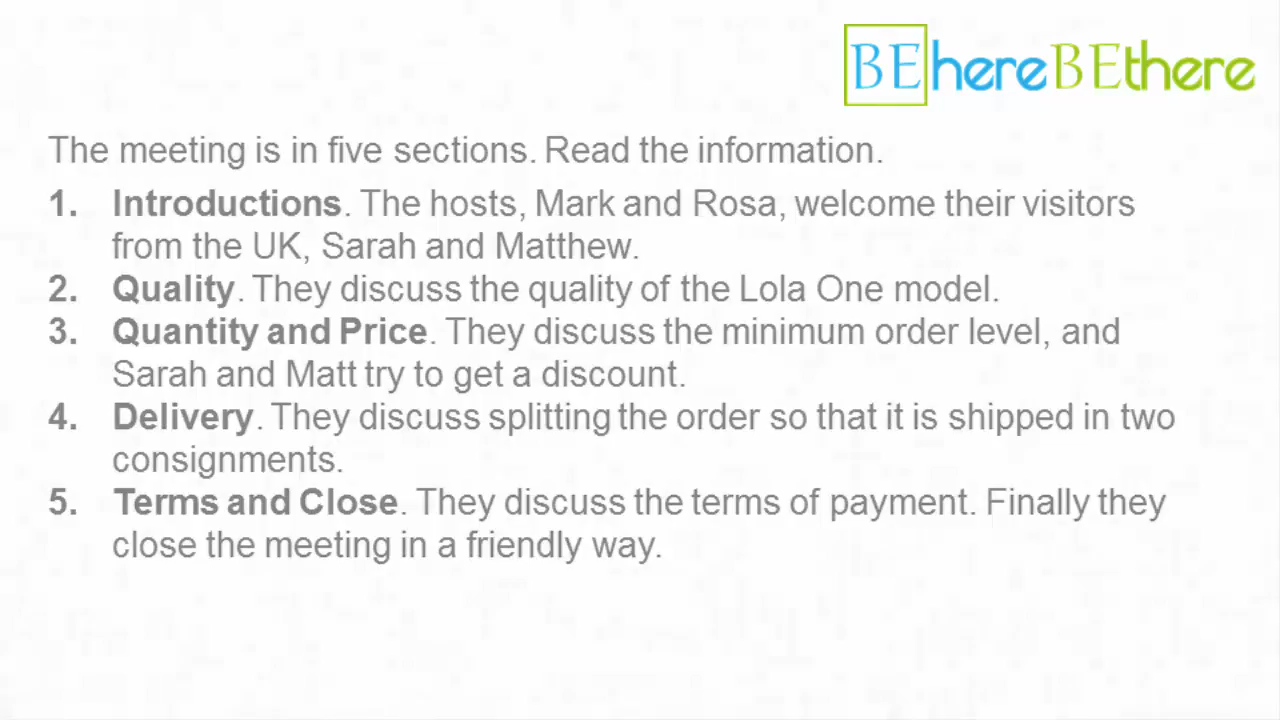 BEhereBEthere
The meeting is in five sections. Read the information.
1. Introductions. The hosts, Mark and Rosa, welcome their visitors
from the UK, Sarah and Matthew.
2. Quality. They discuss the quality of the Lola One model.
3. Quantity and Price. They discuss the minimum order level, and
Sarah and Matt try to get a discount.
4. Delivery. They discuss splitting the order so that it is shipped in two
consignments.
5. Terms and Close. They discuss the terms of payment. Finally they
close the meeting in a friendly way.